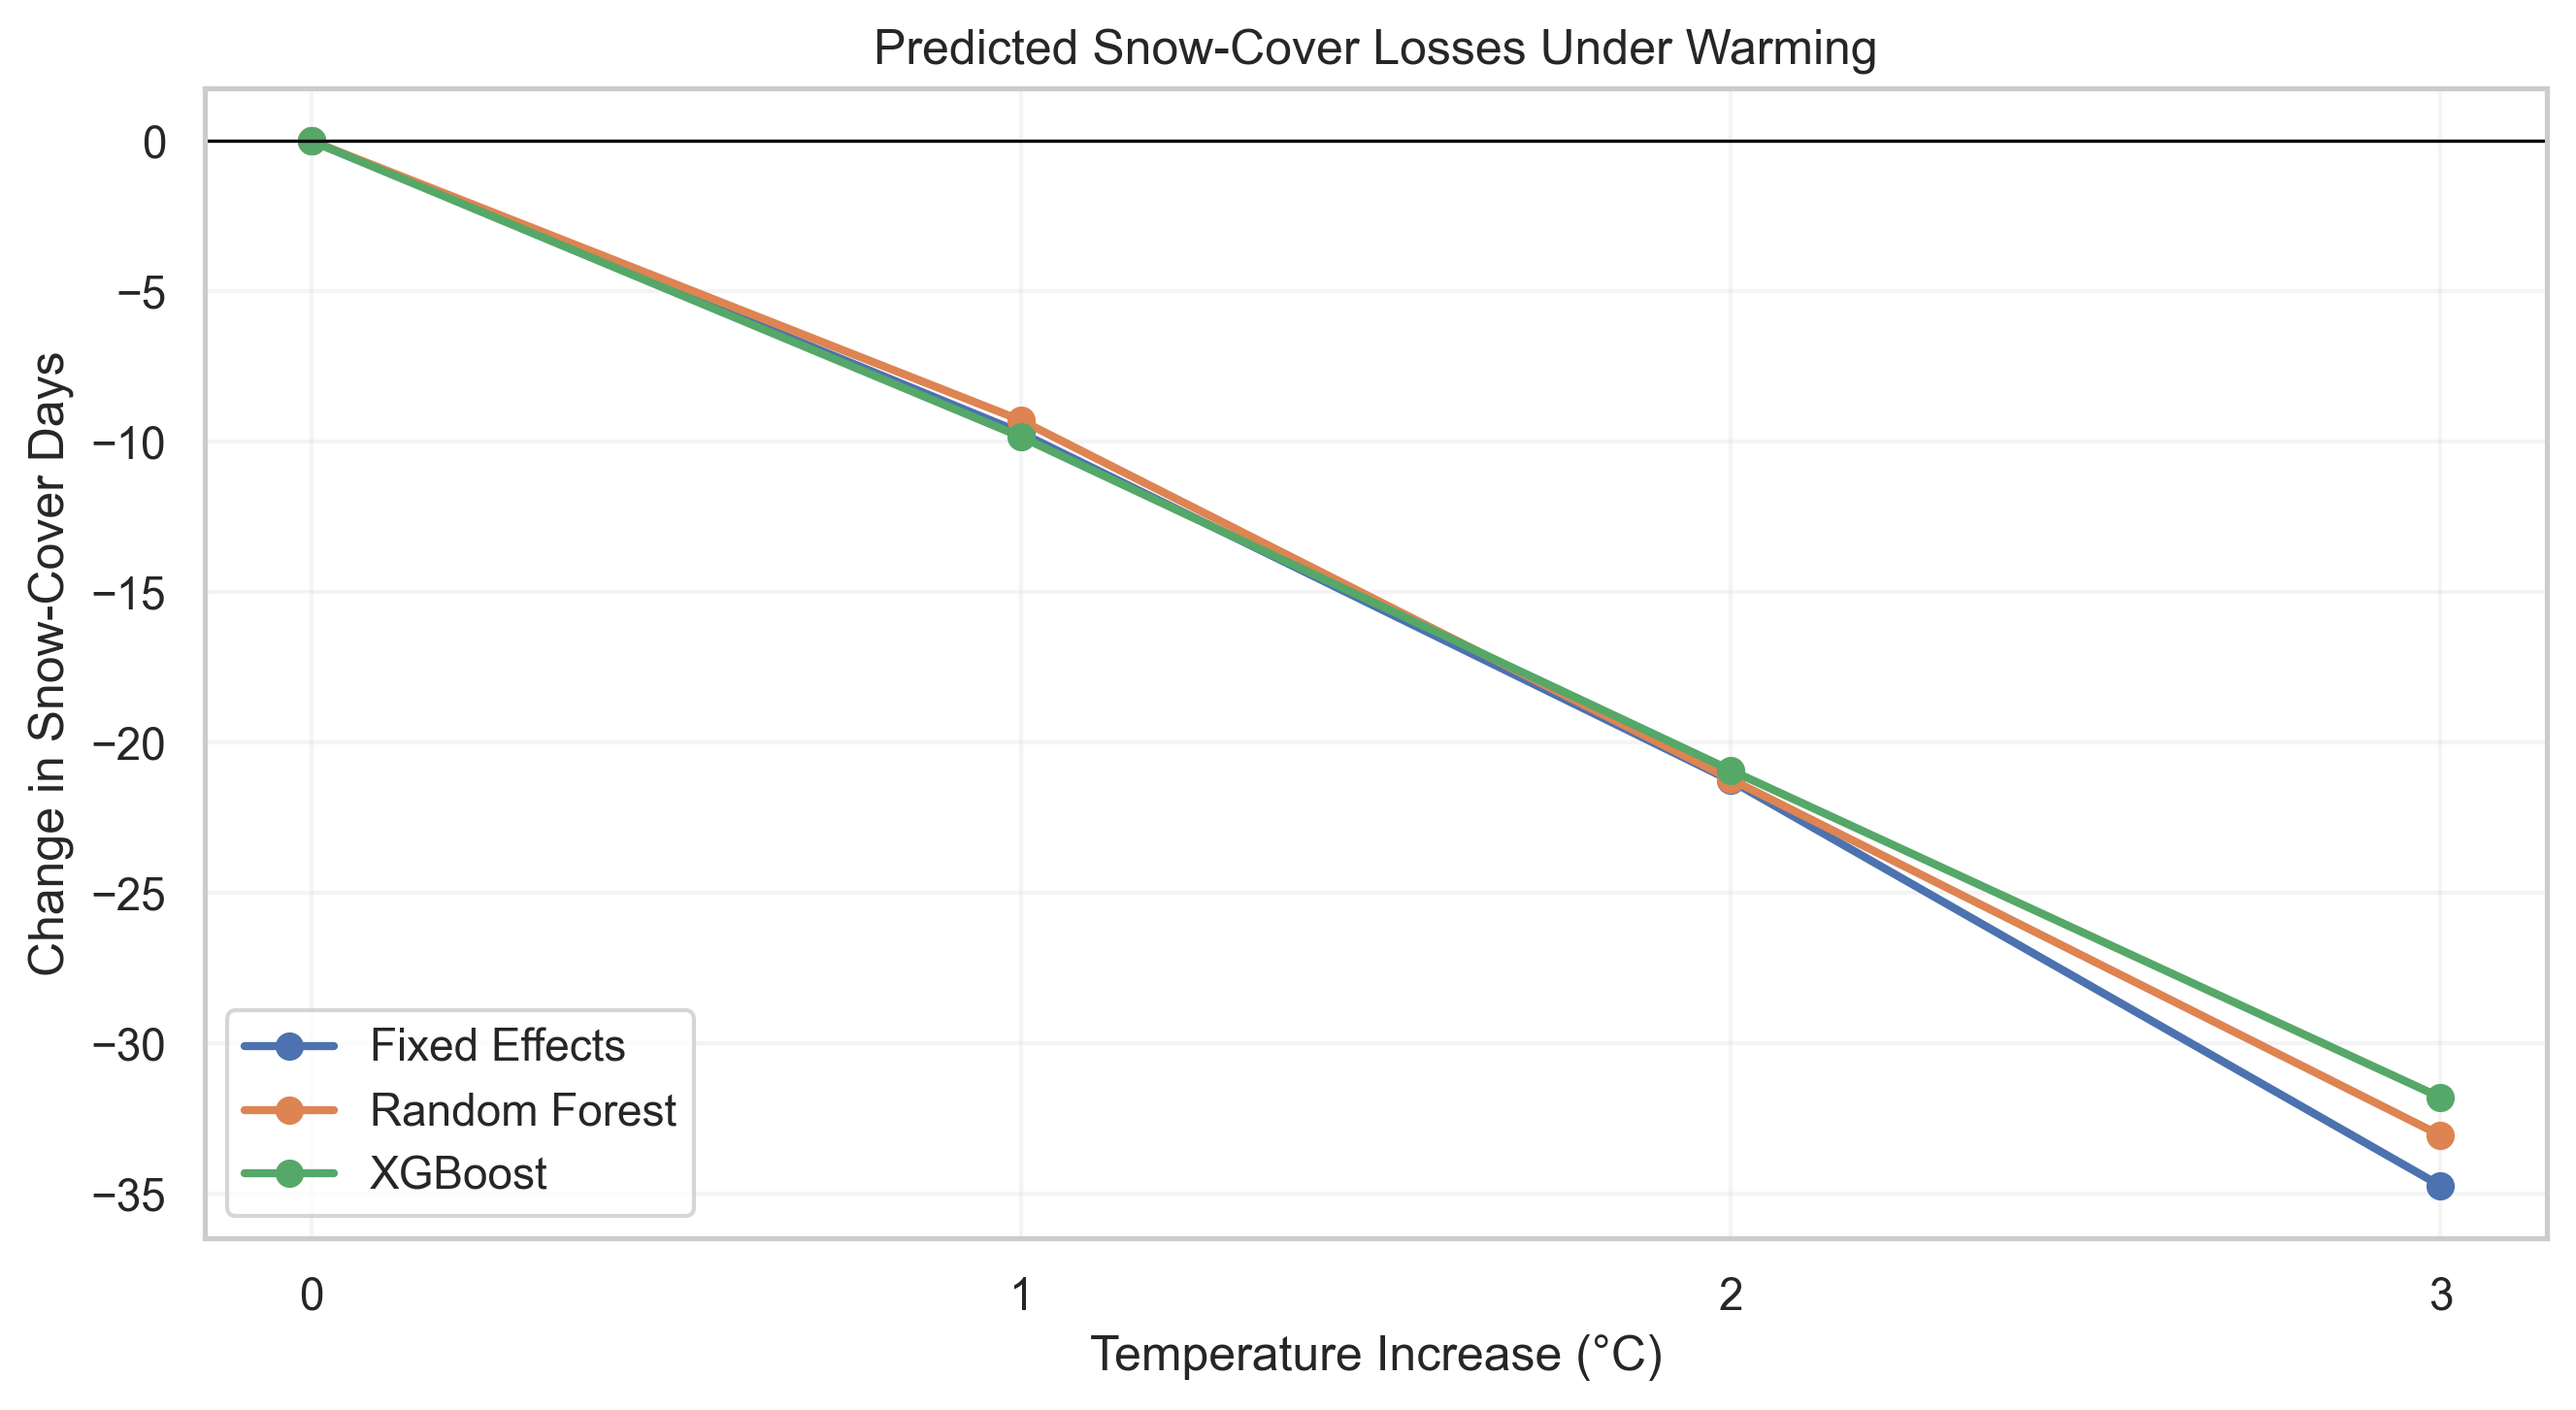 Predicted Snow-Cover Losses Under Warming
Change in Snow-Cover Days
0
−5
−10
−15
−20
−25
−30
−35
Fixed Effects
Random Forest
XGBoost
0
1
2
3
Temperature Increase (°C)